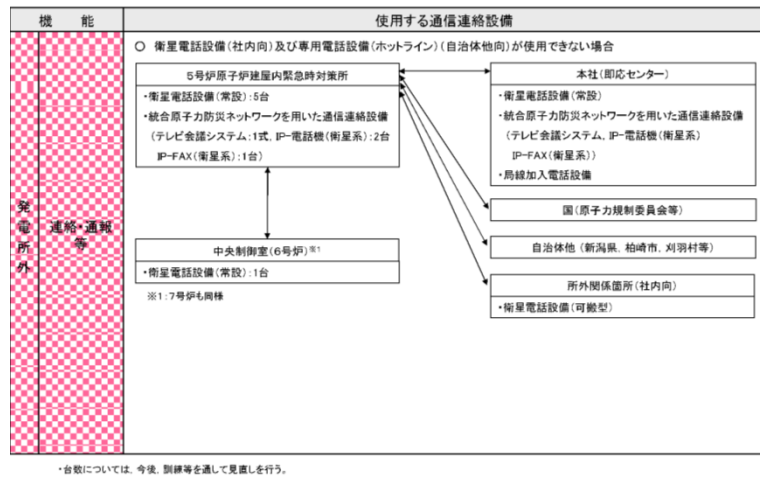 機 能
使用する通信連絡設備
発電所外
連絡・通報等
○ 衛星電話設備(社内向)及び専用電話設備(ホットライン)(自治体他向)が使用できない場合
5号炉原子炉建屋内緊急時対策所
・衛星電話設備(常設):5台
・統合原子力防災ネットワークを用いた通信連絡設備
(テレビ会議システム:1式, IP-電話機(衛星系):2台
IP-FAX(衛星系):1台)
中央制御室(6号炉)※1
・衛星電話設備(常設):1台
※1:7号炉も同様
本社(即応センター)
・衛星電話設備(常設)
・統合原子力防災ネットワークを用いた通信連絡設備
(テレビ会議システム, IP-電話機(衛星系)
IP-FAX(衛星系))
・局線加入電話設備
国(原子力規制委員会等)
自治体他(新潟県, 柏崎市, 刈羽村等)
所外関係箇所(社内向)
・衛星電話設備(可搬型)
・台数については, 今後, 訓練等を通して見直しを行う。